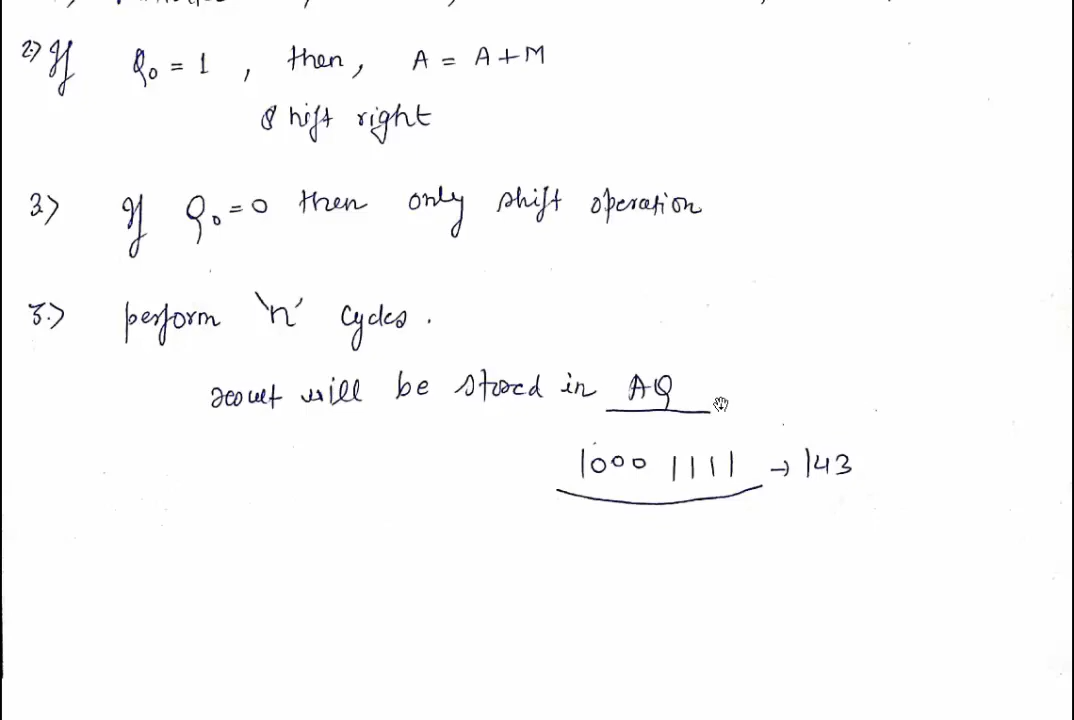 2.) If Q₀ = 1 , then , A = A + M
Shift right
3.) If Q₀ = 0 then only shift operation
3.) perform 'n' cycles .
result will be stored in AQ
1000 1111 → 143